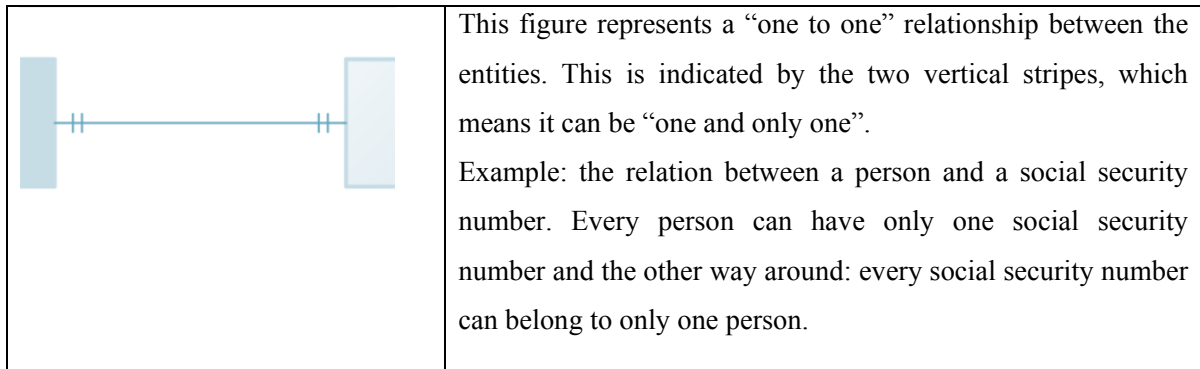 This figure represents a “one to one” relationship between the
entities. This is indicated by the two vertical stripes, which
means it can be “one and only one”.
Example: the relation between a person and a social security
number. Every person can have only one social security
number and the other way around: every social security number
can belong to only one person.